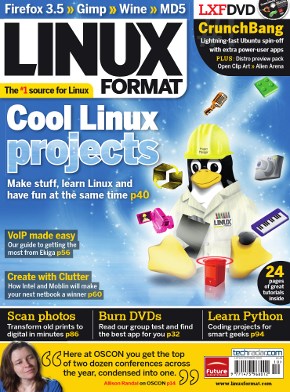 Firefox 3.5 » Gimp » Wine » MD5
LXFDVD
CrunchBang
Lightning-fast Ubuntu spin-off
with extra power-user apps
PLUS: Distro preview pack
Open Clip Art » Alien Arena
LINUX
FORMAT
The #1 source for Linux
Cool Linux
projects
Make stuff, learn Linux and
have fun at the same time p40
VoIP made easy
Our guide to getting the
most from Ekiga p56
Create with Clutter
How Intel and Moblin will make
your next netbook a winner p60
24
pages of
great tutorials
inside
Scan photos
Transform old prints to
digital in minutes p86
Burn DVDs
Read our group test and find
the best app for you p32
Learn Python
Coding projects for
smart geeks p94
Here at OSCON you get the top
of two dozen conferences across
the year, condensed into one.
Allison Randal on OSCON p34
techradar.com
Future
www.linuxformat.com